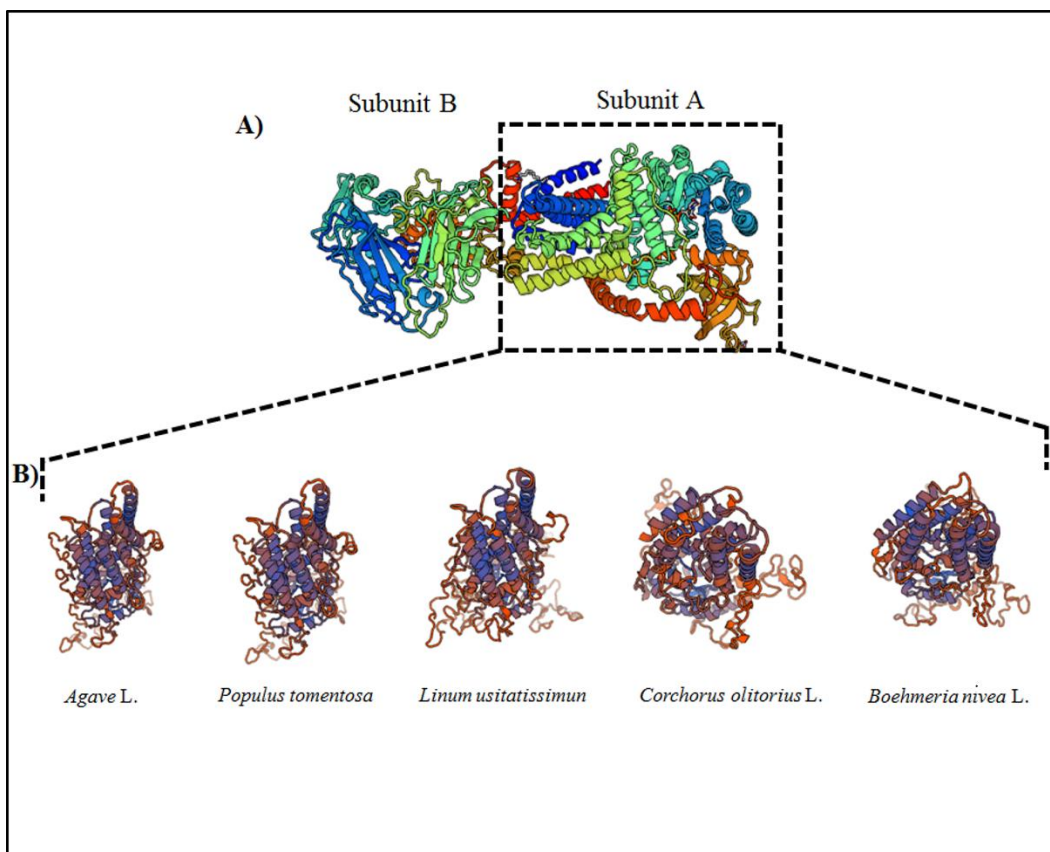 Subunit B
Subunit A
A)
B)
Agave L.
Populus tomentosa
Linum usitatissimun
Corchorus olitorius L.
Boehmeria nivea L.